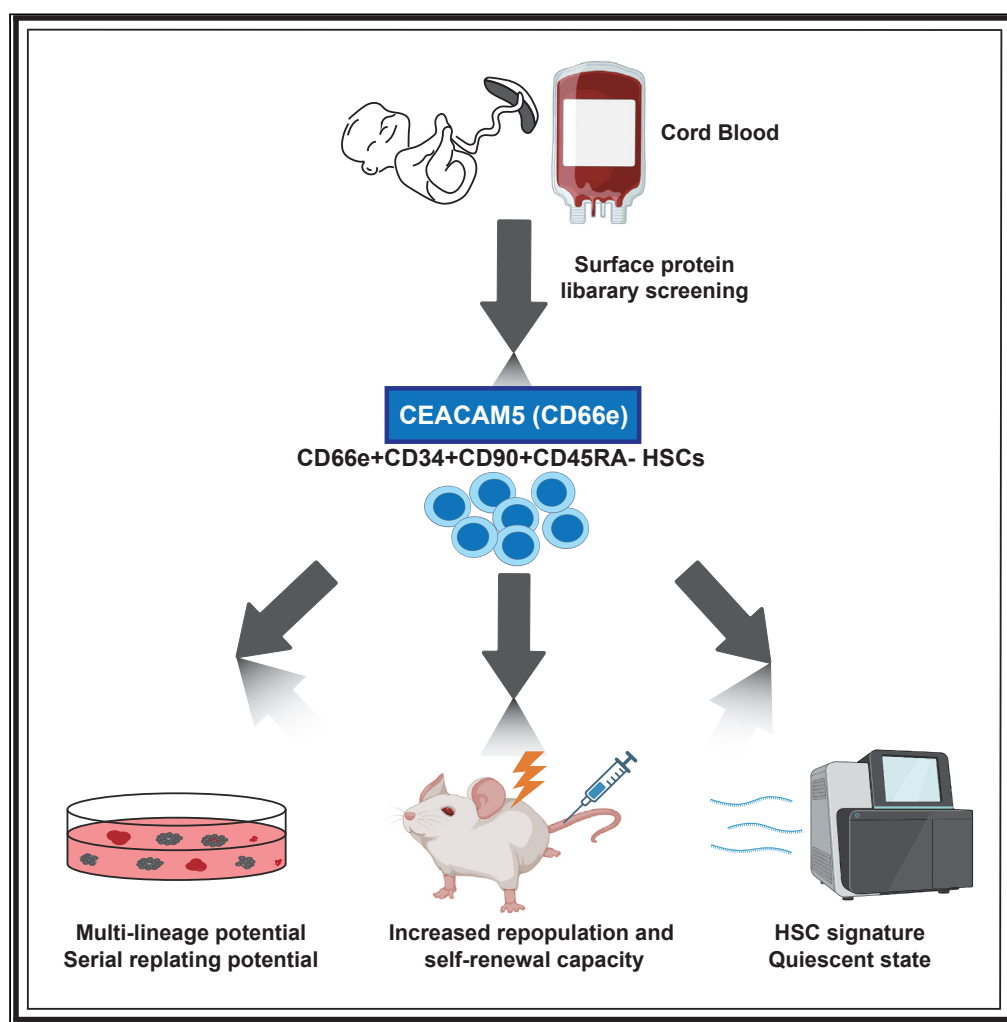 Cord Blood
Surface protein
libarary screening
CEACAM5 (CD66e)
CD66e+CD34+CD90+CD45RA- HSCs
Multi-lineage potential
Serial replating potential
Increased repopulation and
self-renewal capacity
HSC signature
Quiescent state